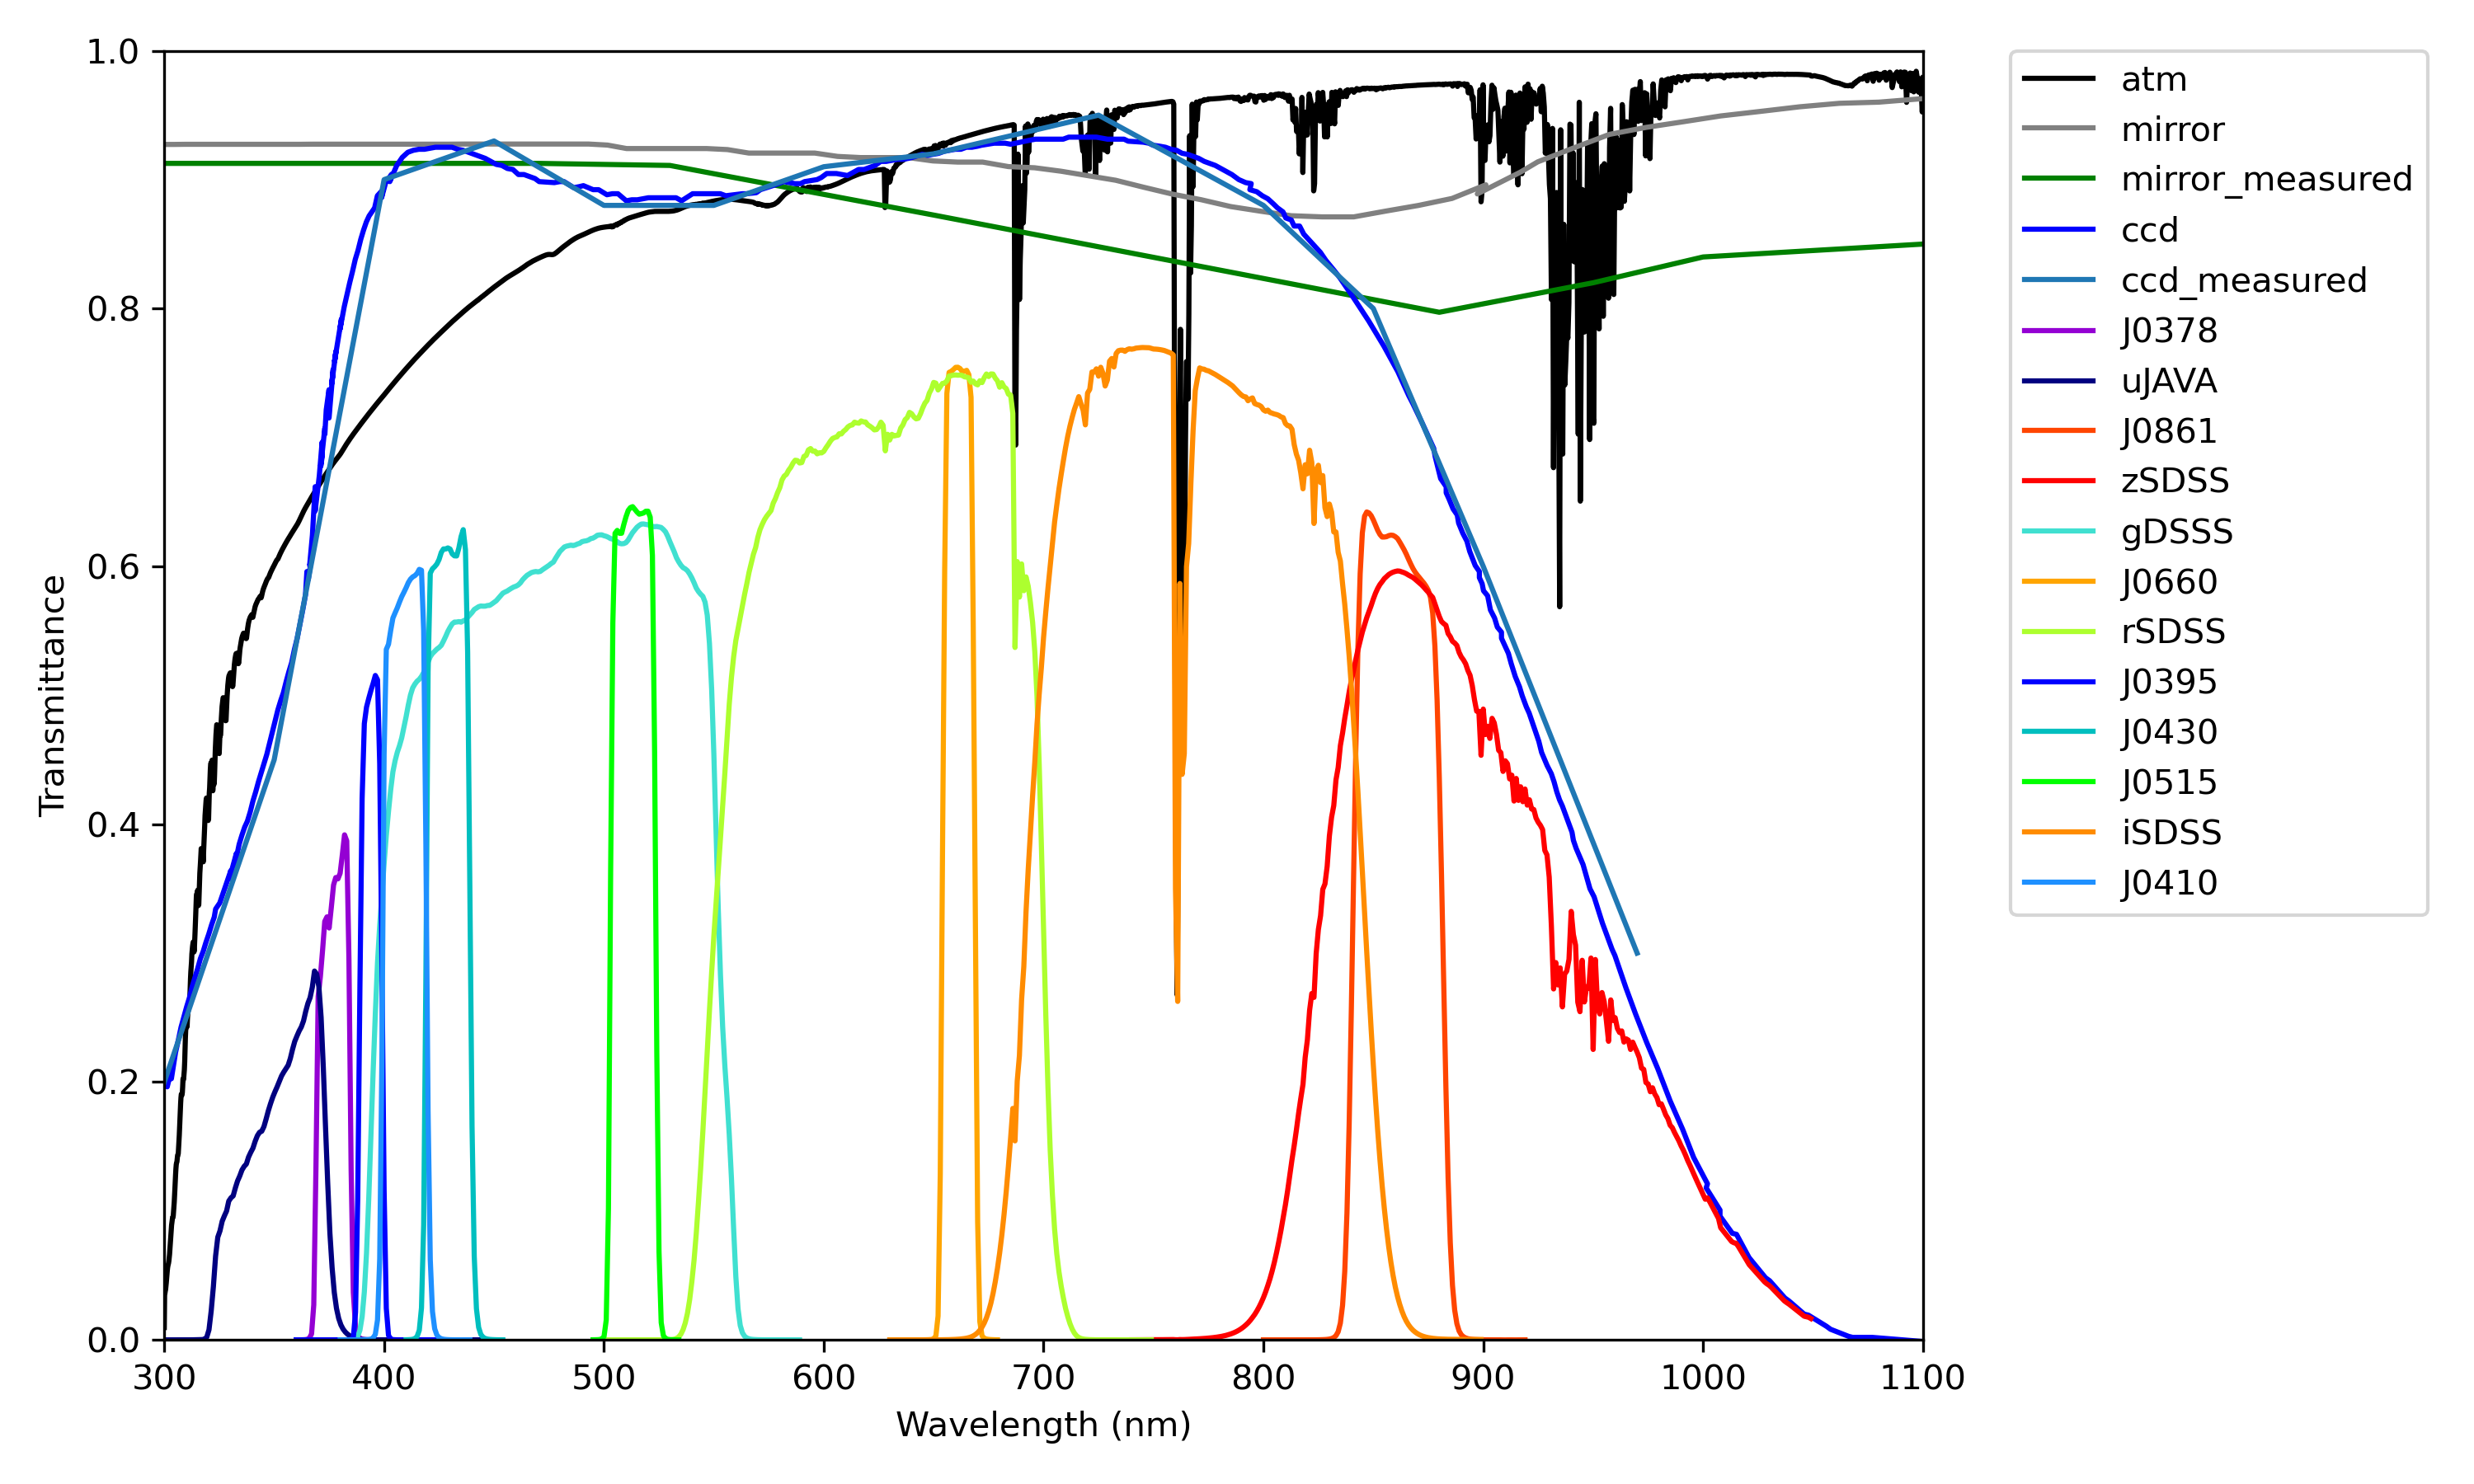 1.0
0.8
0.6
0.4
0.2
0.0
Transmittance
300 400 500 600 700 800 900 1000 1100
Wavelength (nm)
atm
mirror
mirror_measured
ccd
ccd_measured
J0378
uJAVA
J0861
zSDSS
gDSSS
J0660
rSDSS
J0395
J0430
J0515
iSDSS
J0410